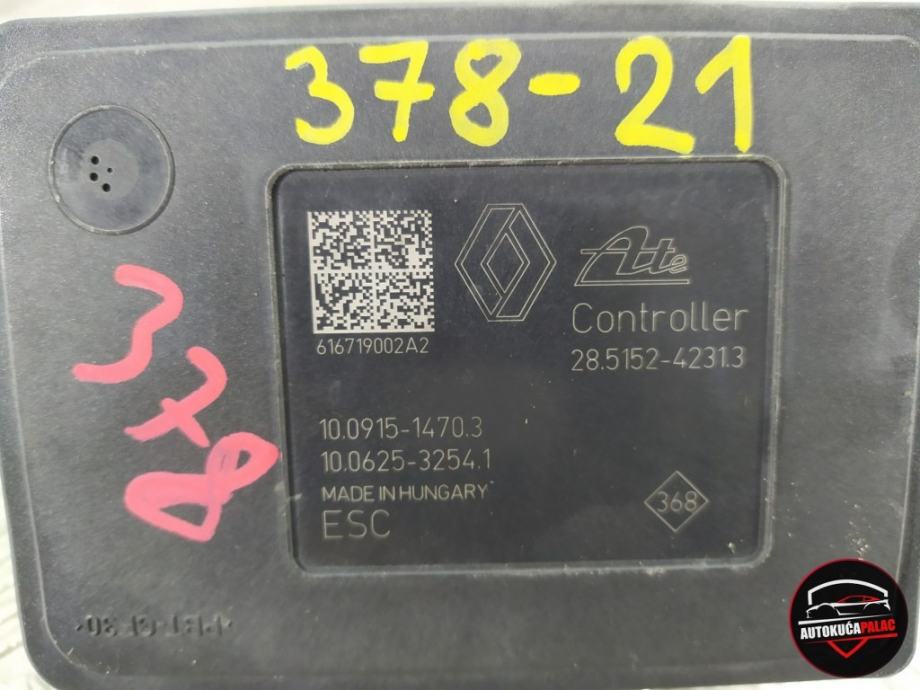 378-21
Ate
Controller
28.5152-4231.3
616719002A2
10.0915-1470.3
10.0625-3254.1
MADE IN HUNGARY
ESC
368
AUTOKUĆAPALAC